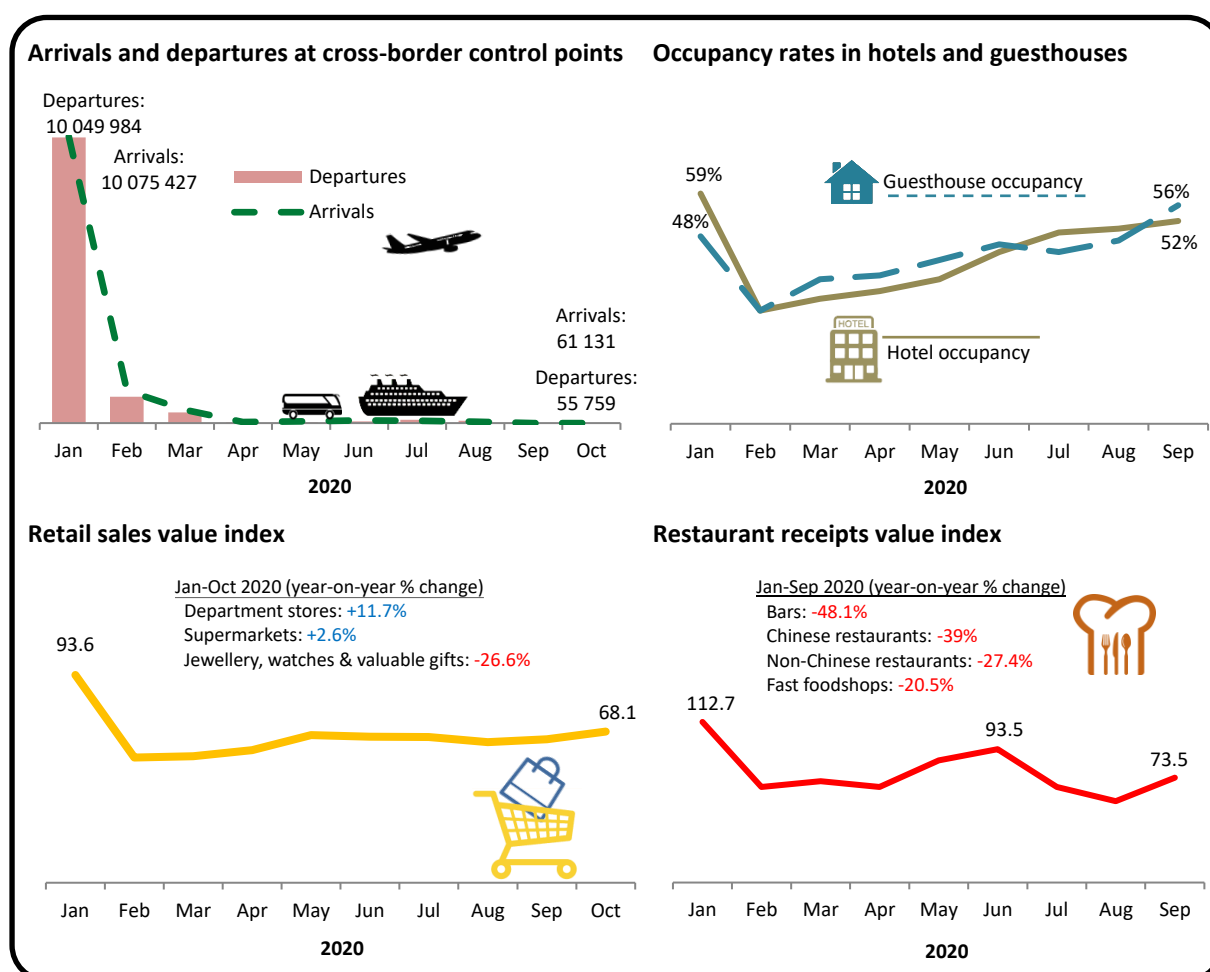 Arrivals and departures at cross-border control points
Departures:
10 049 984
Arrivals:
10 075 427
Departures
Arrivals
Arrivals:
61 131
Departures:
55 759
Jan Feb Mar Apr May Jun Jul Aug Sep Oct
2020
Occupancy rates in hotels and guesthouses
59%
48%
Guesthouse occupancy
56%
52%
HOTEL
Hotel occupancy
Jan Feb Mar Apr May Jun Jul Aug Sep
2020
Retail sales value index
Jan-Oct 2020 (year-on-year % change)
Department stores: +11.7%
Supermarkets: +2.6%
Jewellery, watches & valuable gifts: -26.6%
93.6
68.1
Jan Feb Mar Apr May Jun Jul Aug Sep Oct
2020
Restaurant receipts value index
Jan-Sep 2020 (year-on-year % change)
Bars: -48.1%
Chinese restaurants: -39%
Non-Chinese restaurants: -27.4%
Fast foodshops: -20.5%
112.7
93.5
73.5
Jan Feb Mar Apr May Jun Jul Aug Sep
2020